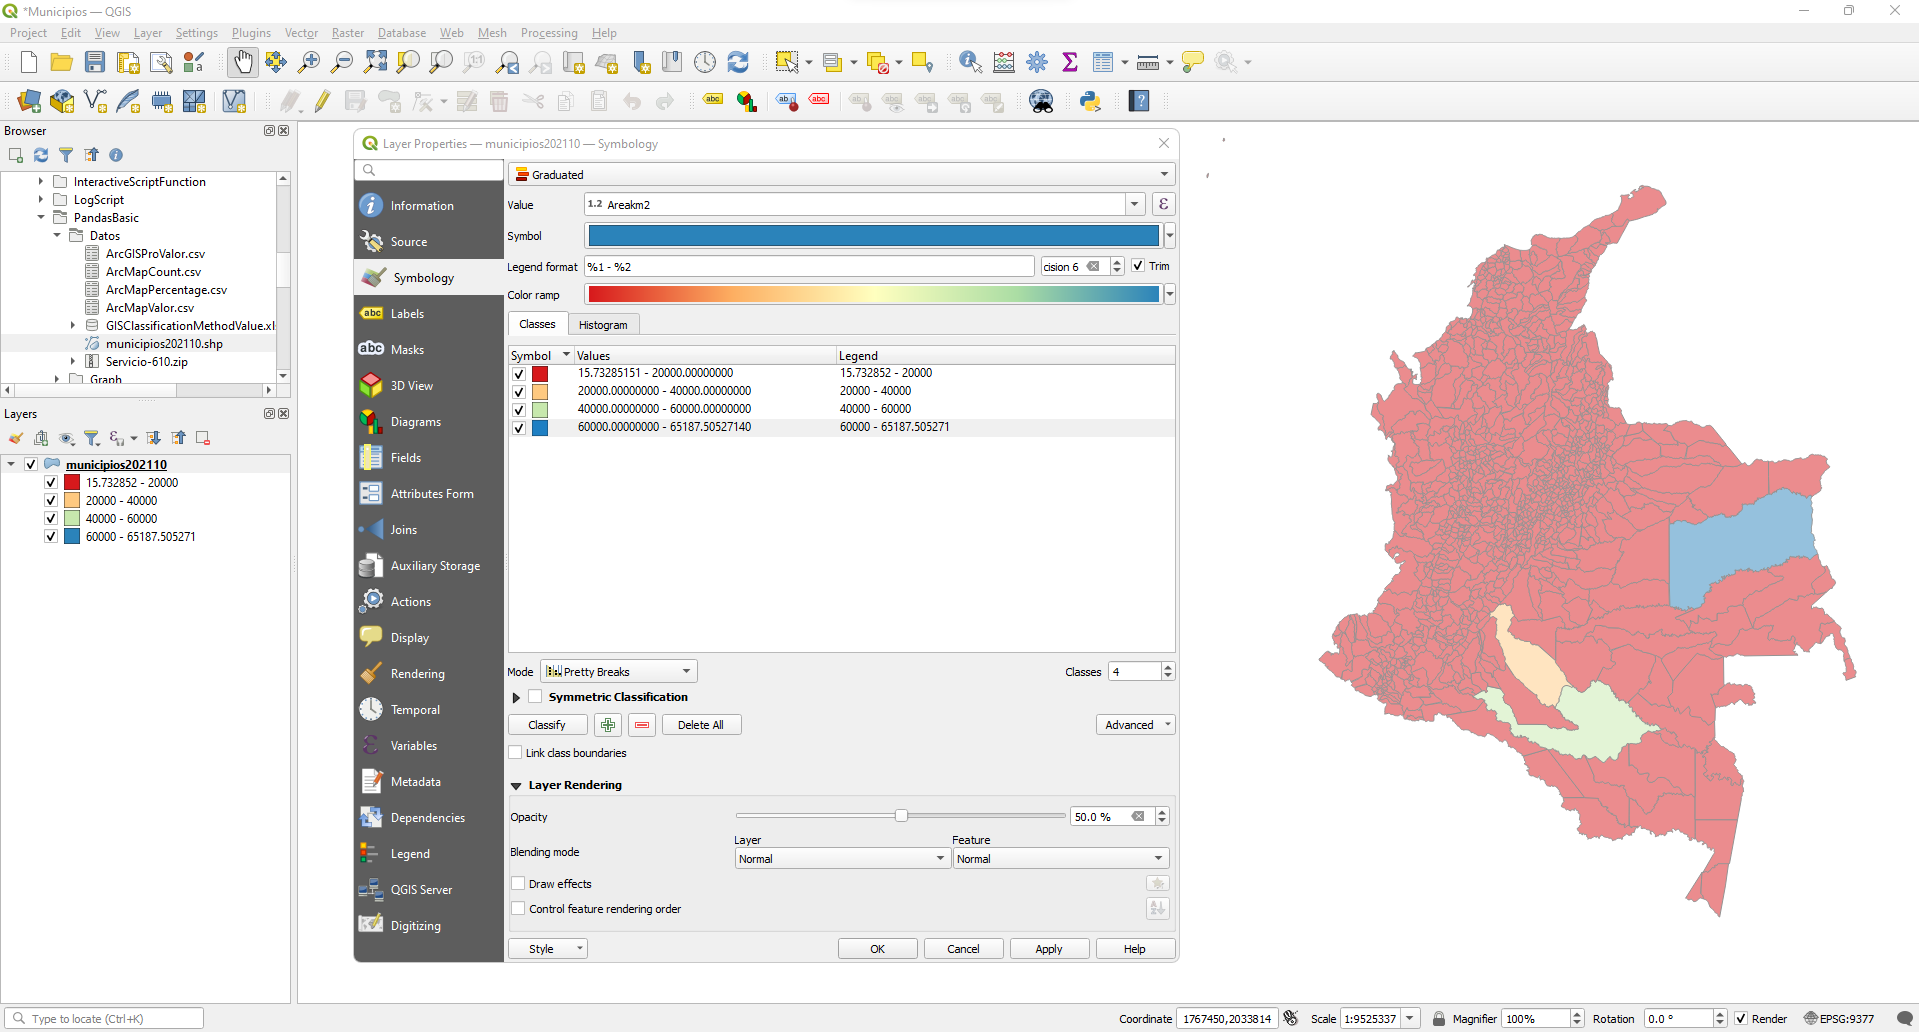 *Municipios — QGIS
Project Edit View Layer Settings Plugins Vector Raster Database Web Mesh Processing Help
Browser
InteractiveScriptFunction
LogScript
PandasBasic
Datos
ArcGISProValor.csv
ArcMapCount.csv
ArcMapPercentage.csv
ArcMapValor.csv
GISClassificationMethodValue.xl
municipios202110.shp
Servicio-610.zip
Graph
Layers
municipios202110
15.732852 - 20000
20000 - 40000
40000 - 60000
60000 - 65187.505271
Layer Properties — municipios202110 — Symbology
Information
Source
Symbology
Labels
Masks
3D View
Diagrams
Fields
Attributes Form
Joins
Auxiliary Storage
Actions
Display
Rendering
Temporal
Variables
Metadata
Dependencies
Legend
QGIS Server
Digitizing
Graduated
Value 1.2 Areakm2 ε
Symbol
Legend format %1 - %2 cision 6 Trim
Color ramp
Classes Histogram
Symbol Values Legend
15.73285151 - 20000.00000000 15.732852 - 20000
20000.00000000 - 40000.00000000 20000 - 40000
40000.00000000 - 60000.00000000 40000 - 60000
60000.00000000 - 65187.50527140 60000 - 65187.505271
Mode Pretty Breaks Classes 4
Symmetric Classification
Classify Delete All Advanced
Link class boundaries
Layer Rendering
Opacity 50.0 %
Layer Feature
Blending mode Normal Normal
Draw effects
Control feature rendering order
Style OK Cancel Apply Help
Type to locate (Ctrl+K) Coordinate 1767450,2033814 Scale 1:9525337 Magnifier 100% Rotation 0.0 ° Render EPSG:9377